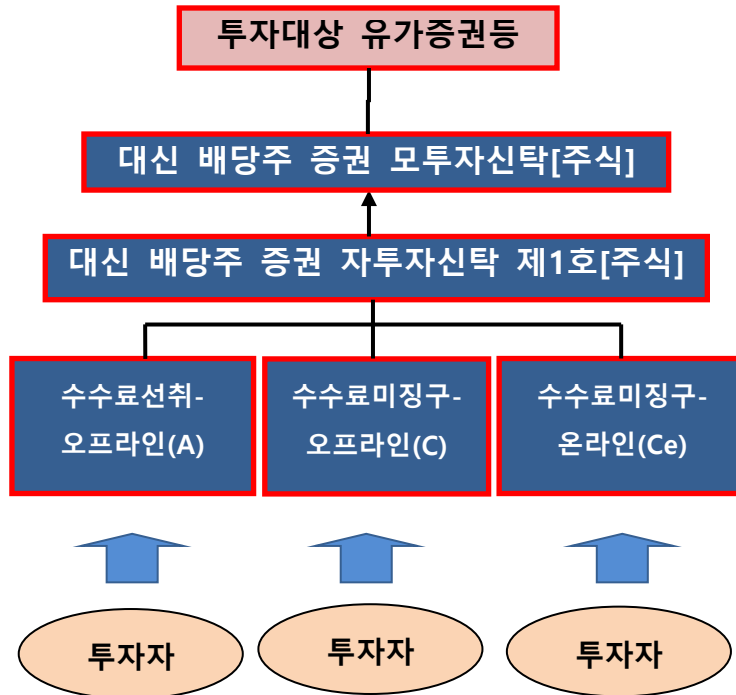 투자대상 유가증권등
대신 배당주 증권 모투자신탁[주식]
대신 배당주 증권 자투자신탁 제1호[주식]
수수료선취-
오프라인(A)
수수료미징구-
오프라인(C)
수수료미징구-
온라인(Ce)
투자자
투자자
투자자